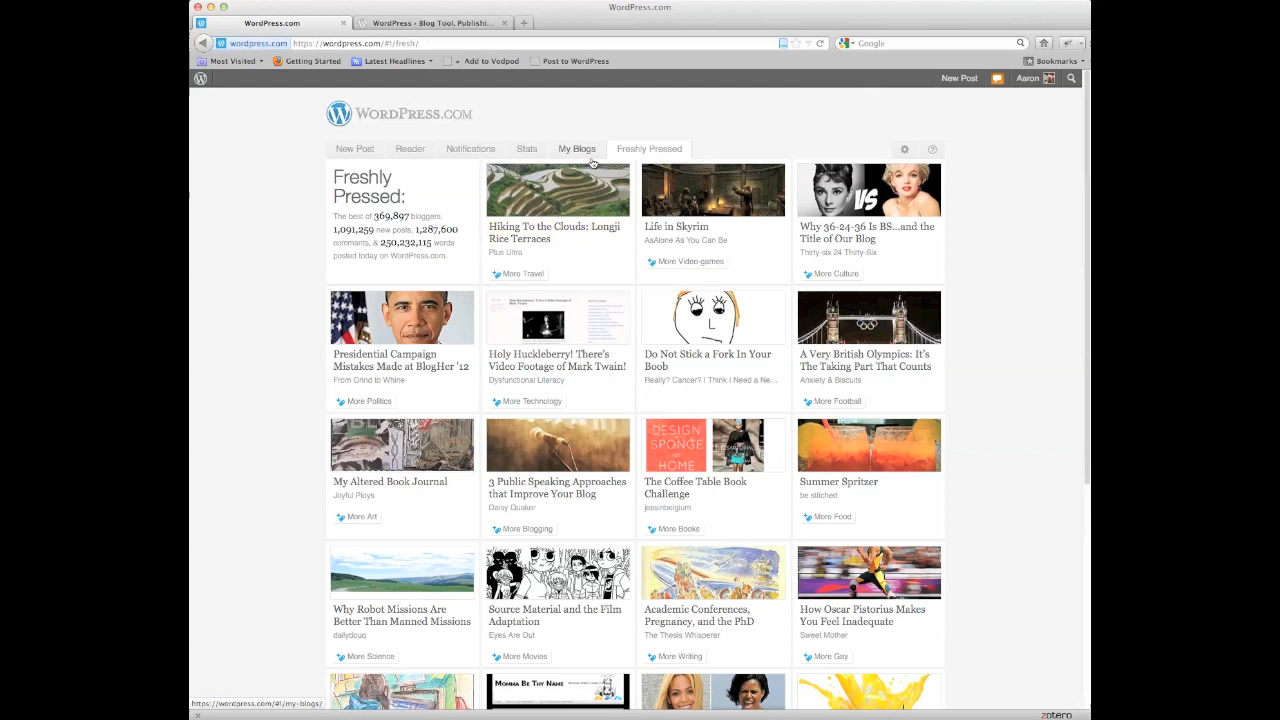 WordPress.com
WordPress.com
WordPress › Blog Tool, Publishi...
wordpress.com
https://wordpress.com/#!/fresh/
Google
Most Visited
Getting Started
Latest Headlines
Add to Vodpod
Post to WordPress
Bookmarks
New Post
Aaron
WORDPRESS.COM
New Post
Reader
Notifications
Stats
My Blogs
Freshly Pressed
Freshly
Pressed:
The best of 369,897 bloggers,
1,091,259 new posts, 1,287,600
comments, & 250,232,115 words
posted today on WordPress.com.
Hiking To the Clouds: Longji
Rice Terraces
Plus Ultra
More Travel
Life in Skyrim
AsAlone As You Can Be
More Video-games
VS
Why 36-24-36 Is BS...and the
Title of Our Blog
Thirty-six 24 Thirty-Six
More Culture
Presidential Campaign
Mistakes Made at BlogHer '12
From Grind to Whine
More Politics
Holy Huckleberry! There's
Video Footage of Mark Twain!
Dysfunctional Literacy
More Technology
Do Not Stick a Fork In Your
Boob
Really? Cancer? I Think I Need a Ne...
A Very British Olympics: It's
The Taking Part That Counts
Anxiety & Biscuits
More Football
My Altered Book Journal
Joyful Ploys
More Art
3 Public Speaking Approaches
that Improve Your Blog
Daisy Quaker
More Blogging
DESIGN
SPONGE
HOME
The Coffee Table Book
Challenge
jessinbelgium
More Books
Summer Spritzer
be stitched
More Food
Why Robot Missions Are
Better Than Manned Missions
dailydouq
More Science
Source Material and the Film
Adaptation
Eyes Are Out
More Movies
Academic Conferences,
Pregnancy, and the PhD
The Thesis Whisperer
More Writing
How Oscar Pistorius Makes
You Feel Inadequate
Sweet Mother
More Gay
MOMMA BE THY NAME
https://wordpress.com/#!/my-blogs/
zotero